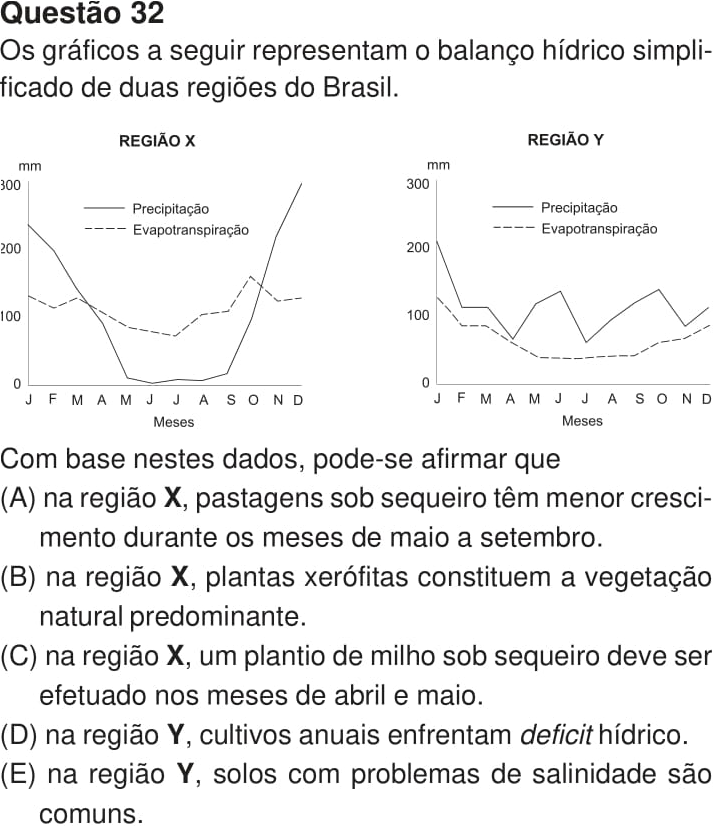 Questão 32
Os gráficos a seguir representam o balanço hídrico simpli-
ficado de duas regiões do Brasil.
REGIÃO X
mm
300
200
100
0
Precipitação
Evapotranspiração
J F M A M J J A S O N D
Meses
REGIÃO Y
mm
300
200
100
0
Precipitação
Evapotranspiração
J F M A M J J A S O N D
Meses
Com base nestes dados, pode-se afirmar que
(A) na região X, pastagens sob sequeiro têm menor cresci-
mento durante os meses de maio a setembro.
(B) na região X, plantas xerófitas constituem a vegetação
natural predominante.
(C) na região X, um plantio de milho sob sequeiro deve ser
efetuado nos meses de abril e maio.
(D) na região Y, cultivos anuais enfrentam deficit hídrico.
(E) na região Y, solos com problemas de salinidade são
comuns.